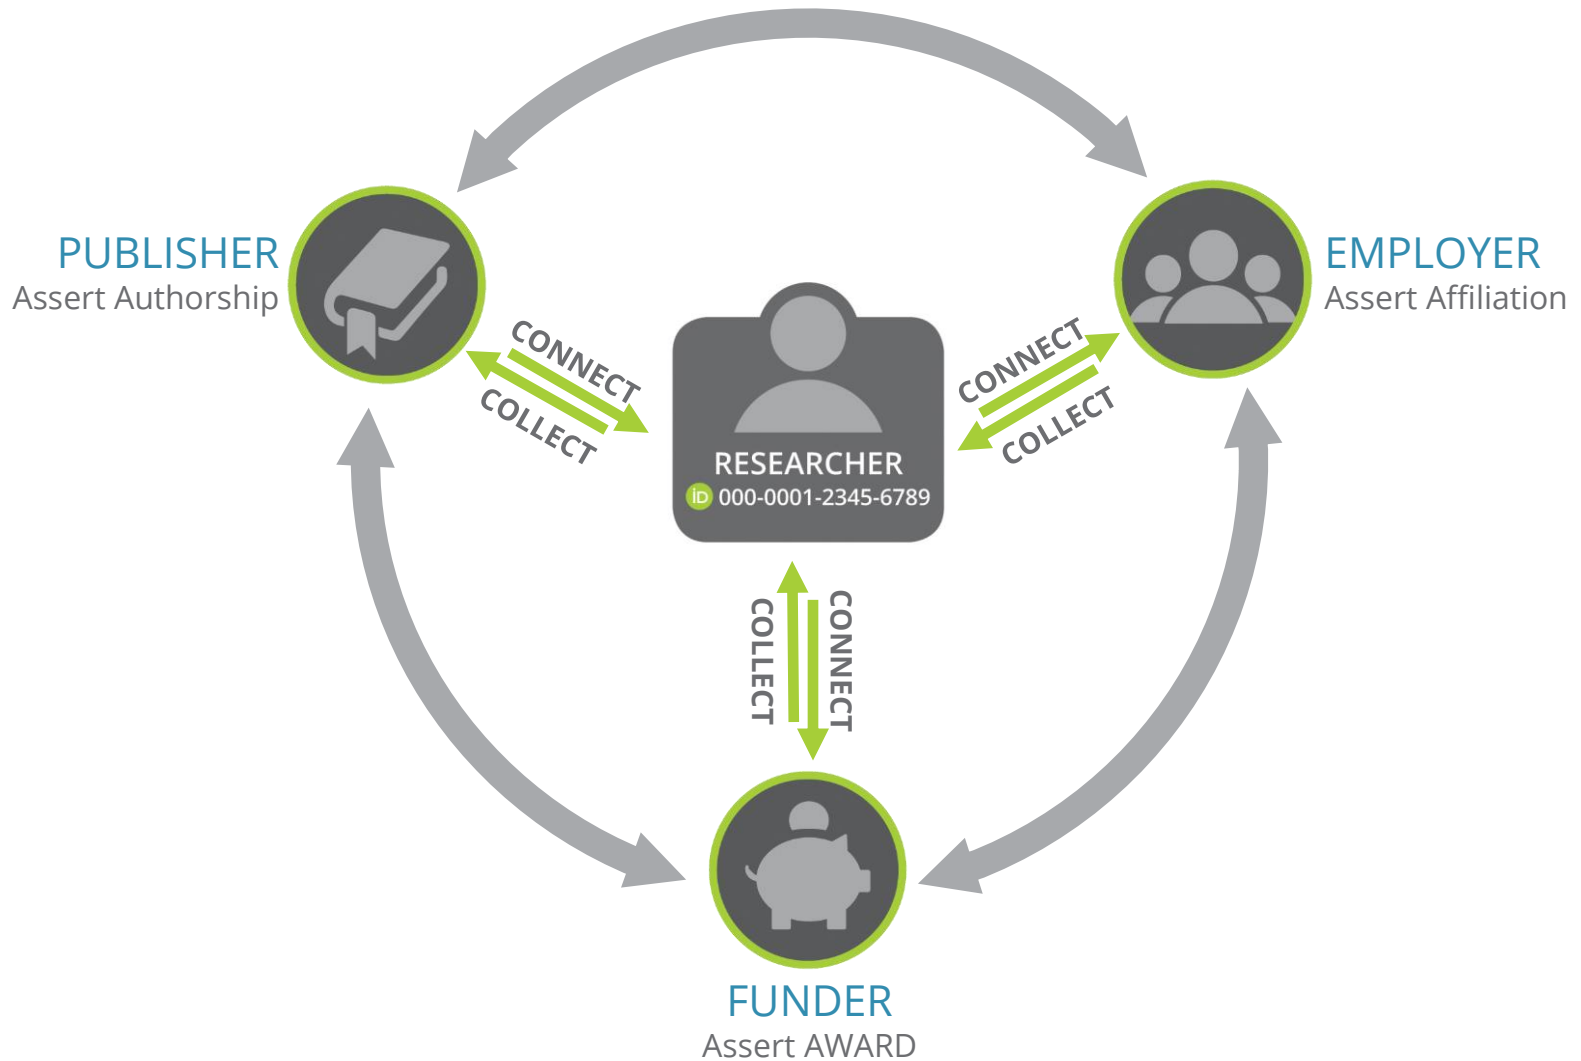 PUBLISHER
Assert Authorship
EMPLOYER
Assert Affiliation
CONNECT
COLLECT
CONNECT
COLLECT
RESEARCHER
iD 000-0001-2345-6789
COLLECT
CONNECT
FUNDER
Assert AWARD